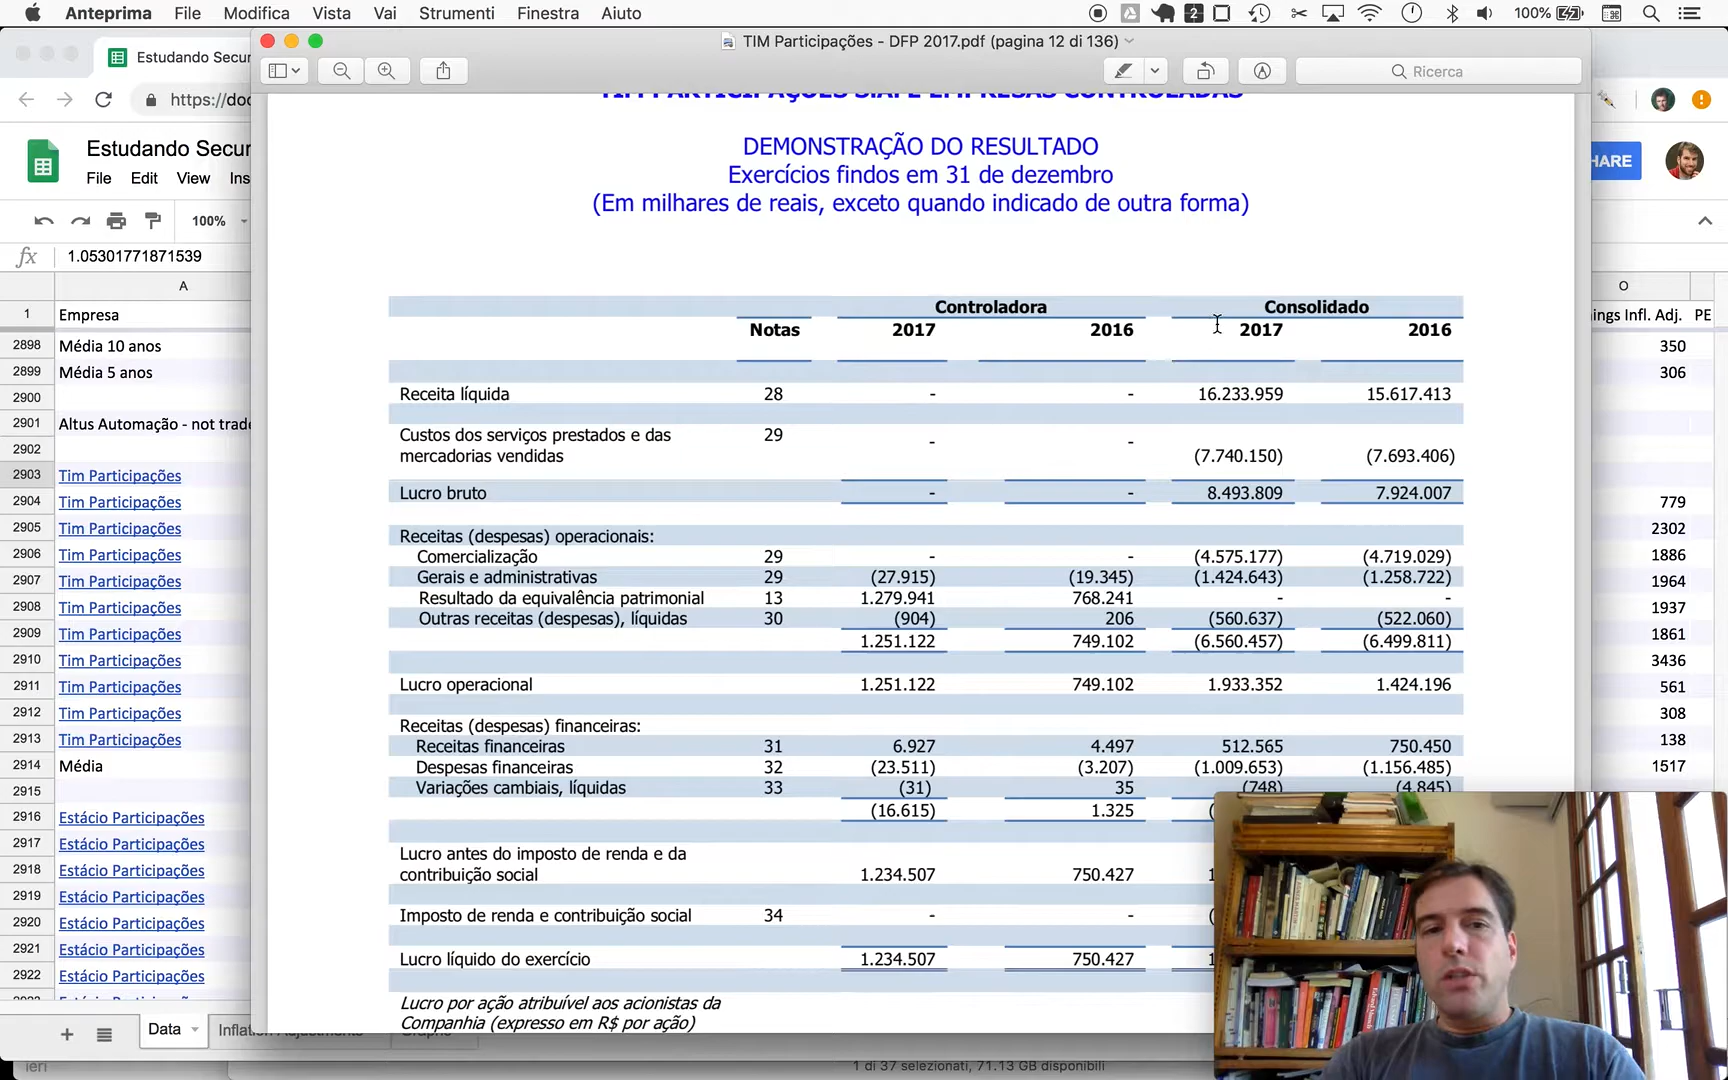 Anteprima File Modifica Vista Vai Strumenti Finestra Aiuto 2 100%
TIM Participações - DFP 2017.pdf (pagina 12 di 136)
Ricerca
Estudando Secur
https://doc
Estudando Secur
File Edit View Ins
HARE
100%
fx 1.05301771871539
A O
1 Empresa ings Infl. Adj. PE
2898 Média 10 anos 350
2899 Média 5 anos 306
2900
2901 Altus Automação - not trade
2902
2903 Tim Participações
2904 Tim Participações 779
2905 Tim Participações 2302
2906 Tim Participações 1886
2907 Tim Participações 1964
2908 Tim Participações 1937
2909 Tim Participações 1861
2910 Tim Participações 3436
2911 Tim Participações 561
2912 Tim Participações 308
2913 Tim Participações 138
2914 Média 1517
2915
2916 Estácio Participações
2917 Estácio Participações
2918 Estácio Participações
2919 Estácio Participações
2920 Estácio Participações
2921 Estácio Participações
2922 Estácio Participações
Data
ieri
1 di 37 selezionati, 71.13 GB disponibili
TIM PARTICIPAÇÕES S.A. E EMPRESAS CONTROLADAS
DEMONSTRAÇÃO DO RESULTADO
Exercícios findos em 31 de dezembro
(Em milhares de reais, exceto quando indicado de outra forma)
Controladora Consolidado
Notas 2017 2016 2017 2016
Receita líquida 28 - - 16.233.959 15.617.413
Custos dos serviços prestados e das 29 - -
mercadorias vendidas (7.740.150) (7.693.406)
Lucro bruto - - 8.493.809 7.924.007
Receitas (despesas) operacionais:
Comercialização 29 - - (4.575.177) (4.719.029)
Gerais e administrativas 29 (27.915) (19.345) (1.424.643) (1.258.722)
Resultado da equivalência patrimonial 13 1.279.941 768.241 - -
Outras receitas (despesas), líquidas 30 (904) 206 (560.637) (522.060)
1.251.122 749.102 (6.560.457) (6.499.811)
Lucro operacional 1.251.122 749.102 1.933.352 1.424.196
Receitas (despesas) financeiras:
Receitas financeiras 31 6.927 4.497 512.565 750.450
Despesas financeiras 32 (23.511) (3.207) (1.009.653) (1.156.485)
Variações cambiais, líquidas 33 (31) 35 (748) (4.845)
(16.615) 1.325 (
Lucro antes do imposto de renda e da
contribuição social 1.234.507 750.427 1
Imposto de renda e contribuição social 34 - - (
Lucro líquido do exercício 1.234.507 750.427 1
Lucro por ação atribuível aos acionistas da
Companhia (expresso em R$ por ação)